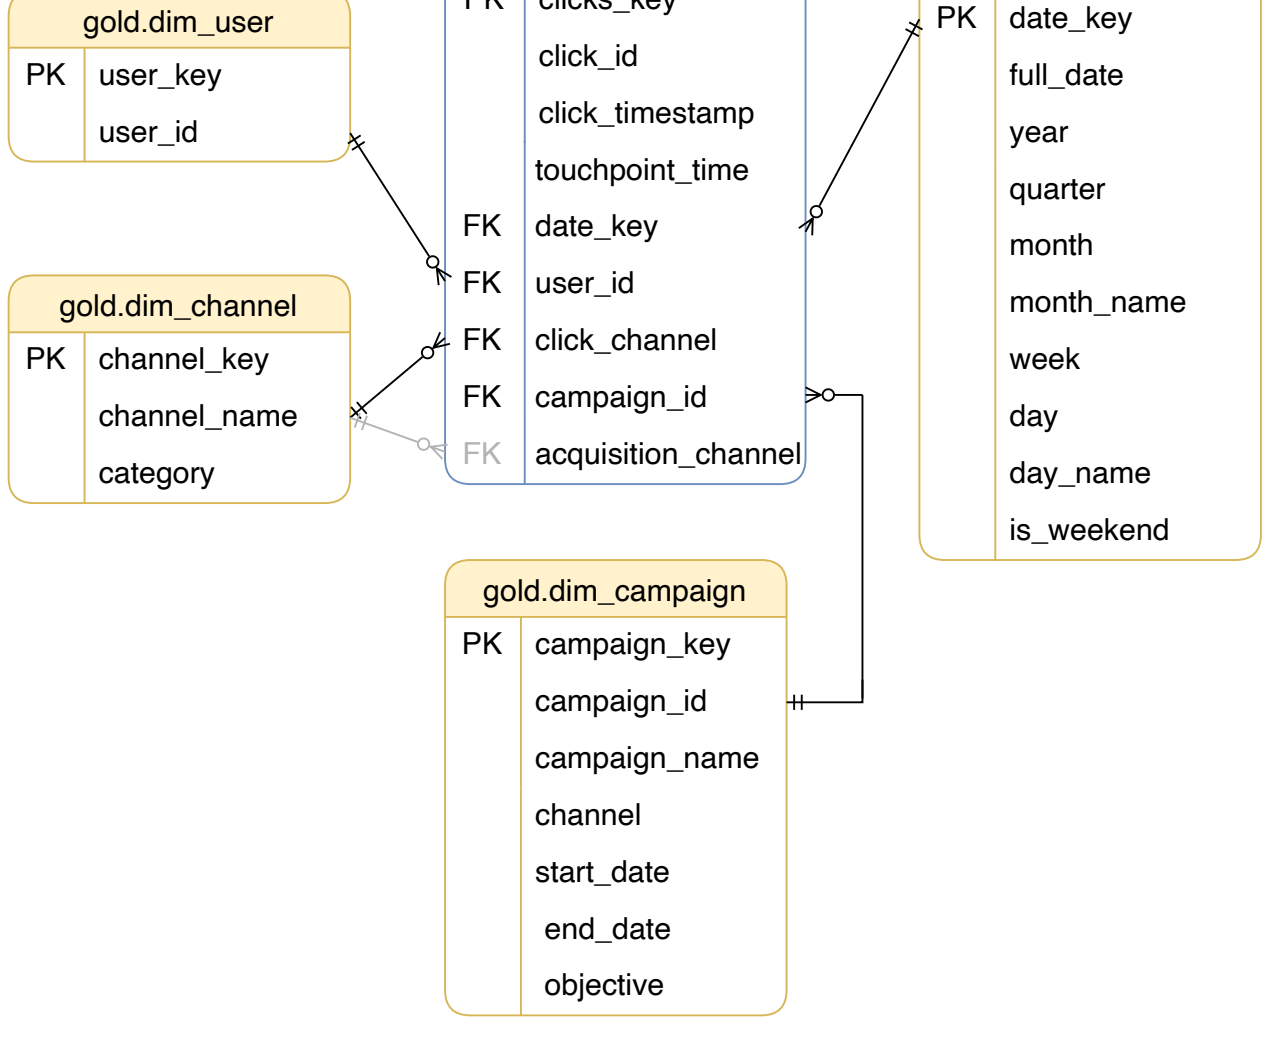 gold.dim_user
PK user_key
user_id
gold.dim_channel
PK channel_key
channel_name
category
PK clicks_key
click_id
click_timestamp
touchpoint_time
FK date_key
FK user_id
FK click_channel
FK campaign_id
FK acquisition_channel
PK date_key
full_date
year
quarter
month
month_name
week
day
day_name
is_weekend
gold.dim_campaign
PK campaign_key
campaign_id
campaign_name
channel
start_date
end_date
objective